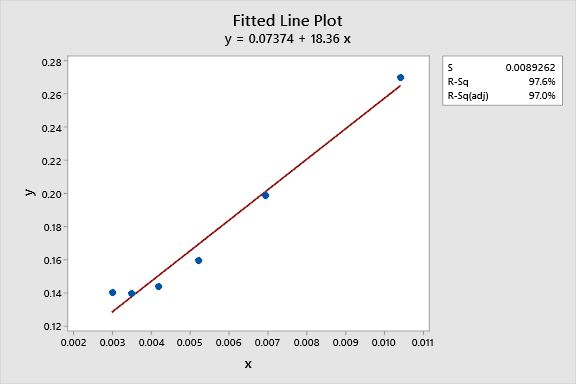 Fitted Line Plot
y = 0.07374 + 18.36 x
S 0.0089262
R-Sq 97.6%
R-Sq(adj) 97.0%
y
0.28
0.26
0.24
0.22
0.20
0.18
0.16
0.14
0.12
0.002 0.003 0.004 0.005 0.006 0.007 0.008 0.009 0.010 0.011
x